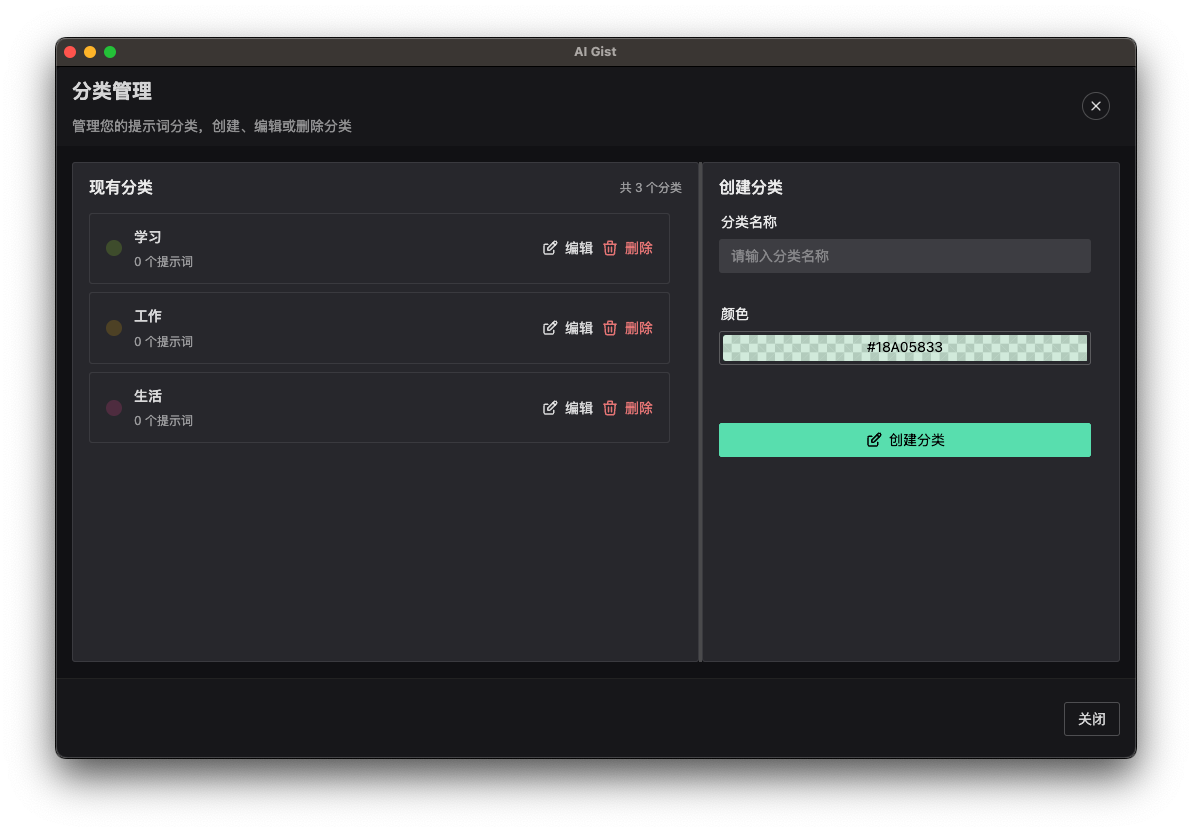 AI Gist
分类管理
管理您的提示词分类，创建、编辑或删除分类
现有分类
共 3 个分类
学习
0 个提示词
编辑 删除
工作
0 个提示词
编辑 删除
生活
0 个提示词
编辑 删除
创建分类
分类名称
请输入分类名称
颜色
#18A05833
创建分类
关闭